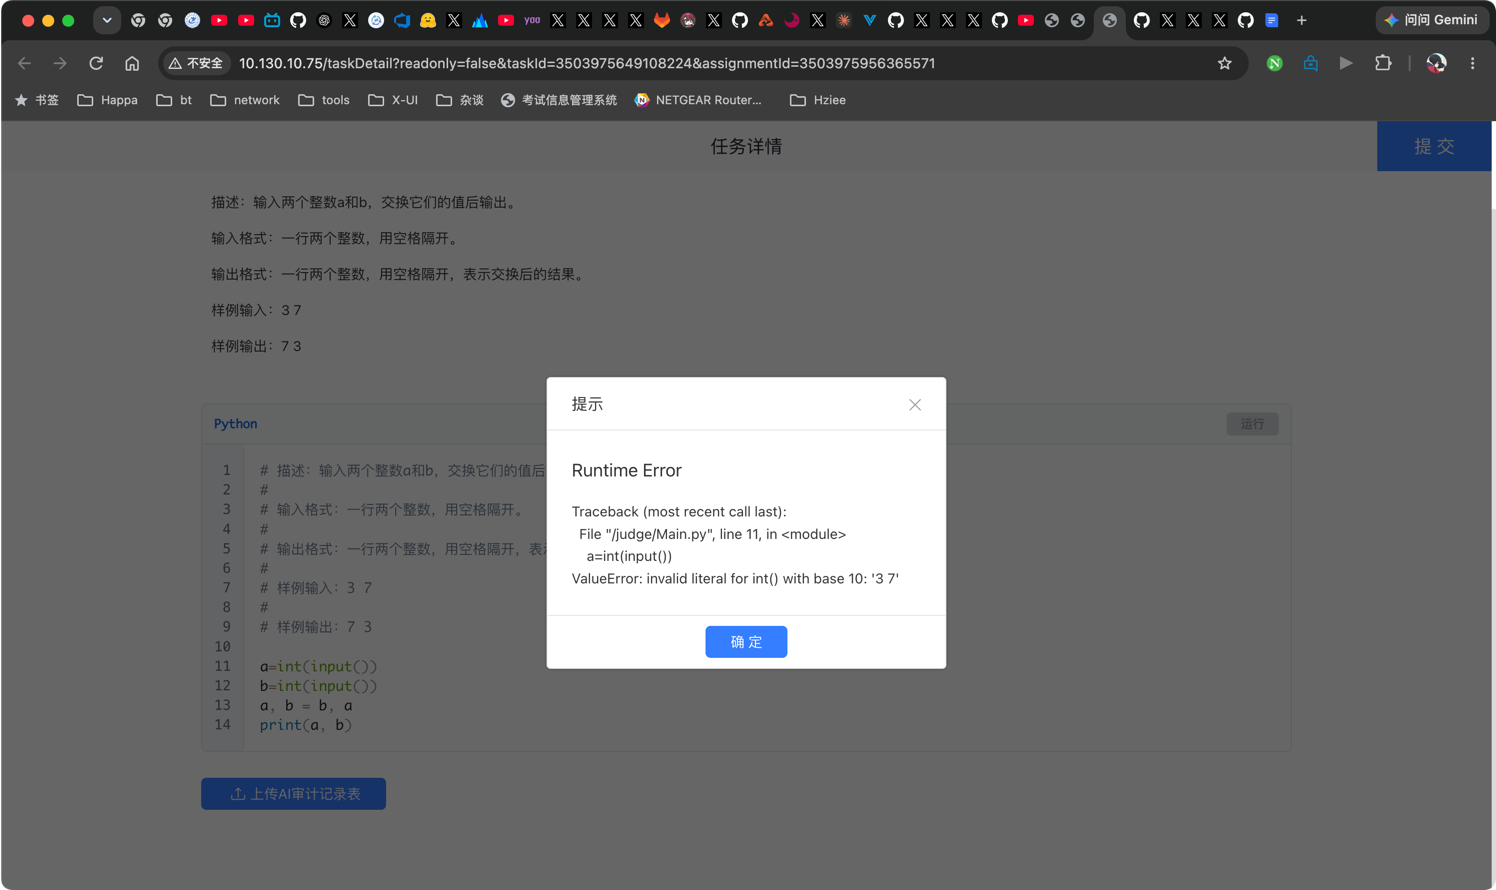 问问 Gemini
不安全 10.130.10.75/taskDetail?readonly=false&taskId=3503975649108224&assignmentId=3503975956365571
书签 Happa bt network tools X-UI 杂谈 考试信息管理系统 NETGEAR Router... Hziee
任务详情
提 交
描述：输入两个整数a和b，交换它们的值后输出。
输入格式：一行两个整数，用空格隔开。
输出格式：一行两个整数，用空格隔开，表示交换后的结果。
样例输入：3 7
样例输出：7 3
Python
运行
1 # 描述：输入两个整数a和b，交换它们的值后
2 #
3 # 输入格式：一行两个整数，用空格隔开。
4 #
5 # 输出格式：一行两个整数，用空格隔开，表
6 #
7 # 样例输入：3 7
8 #
9 # 样例输出：7 3
10
11 a=int(input())
12 b=int(input())
13 a, b = b, a
14 print(a, b)
提示
Runtime Error
Traceback (most recent call last):
File "/judge/Main.py", line 11, in <module>
a=int(input())
ValueError: invalid literal for int() with base 10: '3 7'
确 定
上传AI审计记录表